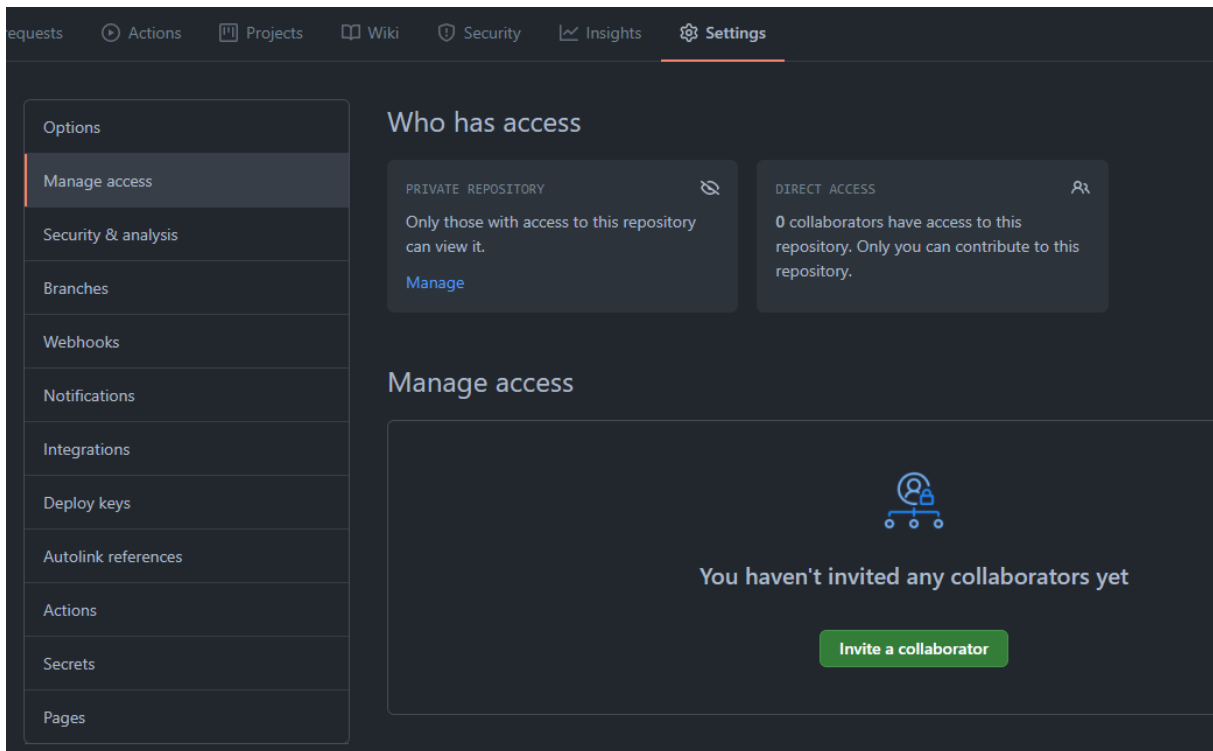 equests Actions Projects Wiki Security Insights Settings
Options
Manage access
Security & analysis
Branches
Webhooks
Notifications
Integrations
Deploy keys
Autolink references
Actions
Secrets
Pages
Who has access
PRIVATE REPOSITORY
Only those with access to this repository
can view it.
Manage
DIRECT ACCESS
0 collaborators have access to this
repository. Only you can contribute to this
repository.
Manage access
You haven't invited any collaborators yet
Invite a collaborator